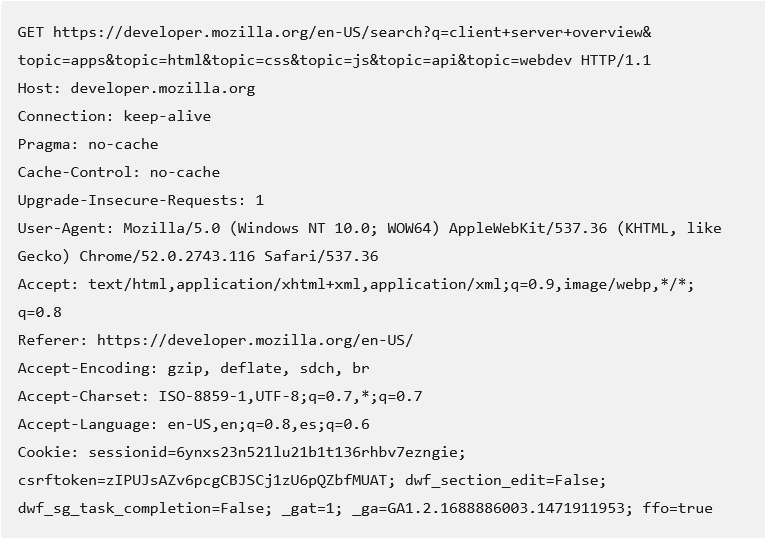 GET https://developer.mozilla.org/en-US/search?q=client+server+overview&
topic=apps&topic=html&topic=css&topic=js&topic=api&topic=webdev HTTP/1.1
Host: developer.mozilla.org
Connection: keep-alive
Pragma: no-cache
Cache-Control: no-cache
Upgrade-Insecure-Requests: 1
User-Agent: Mozilla/5.0 (Windows NT 10.0; WOW64) AppleWebKit/537.36 (KHTML, like
Gecko) Chrome/52.0.2743.116 Safari/537.36
Accept: text/html,application/xhtml+xml,application/xml;q=0.9,image/webp,*/*;
q=0.8
Referer: https://developer.mozilla.org/en-US/
Accept-Encoding: gzip, deflate, sdch, br
Accept-Charset: ISO-8859-1,UTF-8;q=0.7,*;q=0.7
Accept-Language: en-US,en;q=0.8,es;q=0.6
Cookie: sessionid=6ynxs23n521lu21b1t136rhbv7ezngie;
csrftoken=zIPUJsAZv6pcgCBJSCj1zU6pQZbfMUAT; dwf_section_edit=False;
dwf_sg_task_completion=False; _gat=1; _ga=GA1.2.1688886003.1471911953; ffo=true